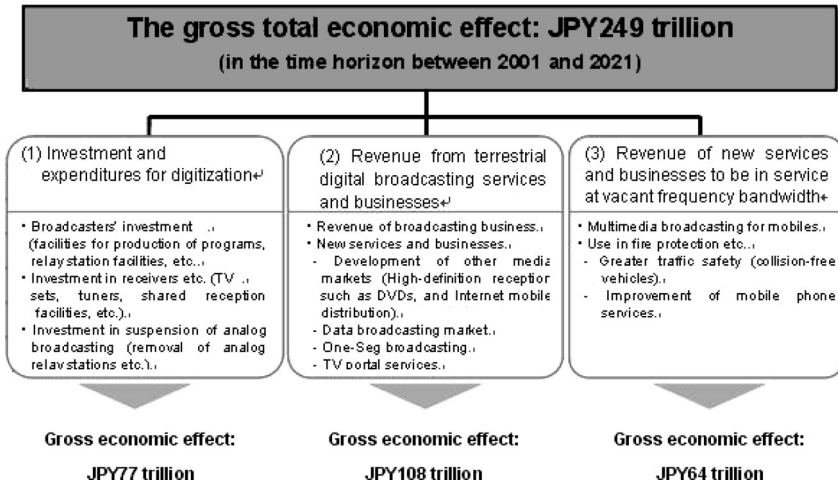 The gross total economic effect: JPY249 trillion
(in the time horizon between 2001 and 2021)
(1) Investment and
expenditures for digitization↵
• Broadcasters' investment
(facilities for production of programs,
relay station facilities, etc..
• Investment in receivers etc. (TV
sets, tuners, shared reception
facilities, etc.).
• Investment in suspension of analog
broadcasting (removal of analog
relay stations etc.).
Gross economic effect:
JPY77 trillion
(2) Revenue from terrestrial
digital broadcasting services
and businesses↵
• Revenue of broadcasting business.
• New services and businesses.
- Development of other media
markets (High-definition reception
such as DVDs, and Internet mobile
distribution).
- Data broadcasting market.
- One-Seg broadcasting.
- TV portal services.
Gross economic effect:
JPY108 trillion
(3) Revenue of new services
and businesses to be in service
at vacant frequency bandwidth↵
• Multimedia broadcasting for mobiles.
• Use in fire protection etc..
- Greater traffic safety (collision-free
vehicles).
- Improvement of mobile phone
services.
Gross economic effect:
JPY64 trillion